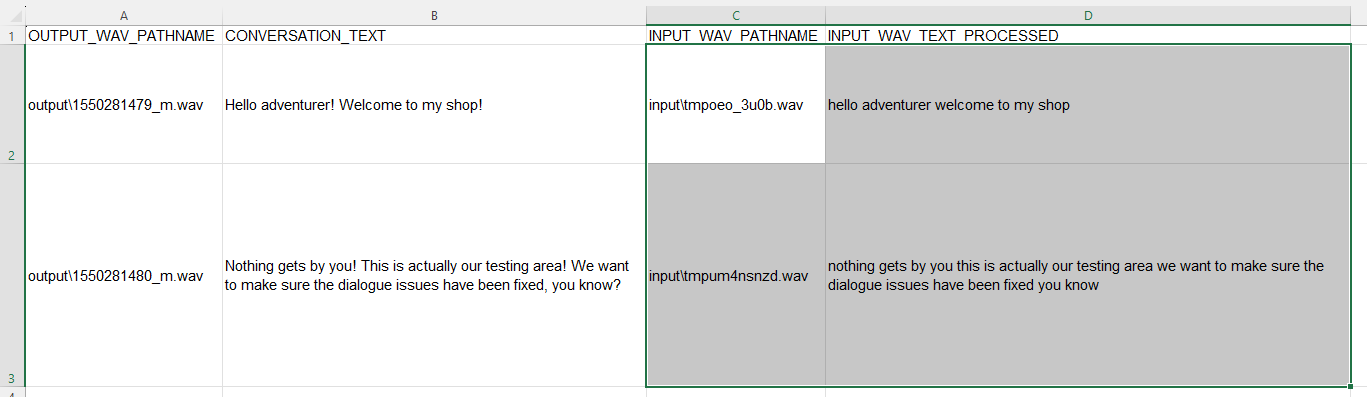 A B C D
1 OUTPUT_WAV_PATHNAME CONVERSATION_TEXT INPUT_WAV_PATHNAME INPUT_WAV_TEXT_PROCESSED
output\1550281479_m.wav Hello adventurer! Welcome to my shop! input\tmpoeo_3u0b.wav hello adventurer welcome to my shop
2
Nothing gets by you! This is actually our testing area! We want nothing gets by you this is actually our testing area we want to make sure the
output\1550281480_m.wav input\tmpum4nsnzd.wav
to make sure the dialogue issues have been fixed, you know? dialogue issues have been fixed you know
3